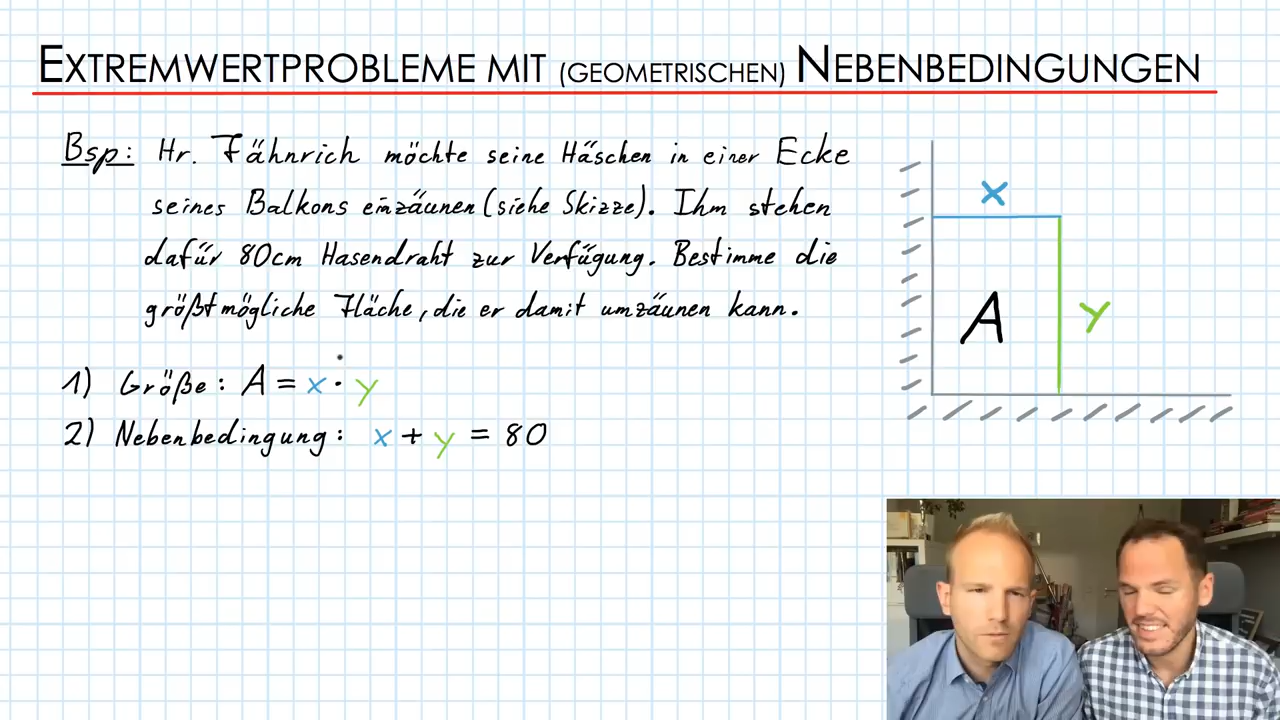 EXTREMWERTPROBLEME MIT (GEOMETRISCHEN) NEBENBEDINGUNGEN
Bsp: Hr. Fähnrich möchte seine Häschen in einer Ecke
seines Balkons einzäunen (siehe Skizze). Ihm stehen
dafür 80cm Hasendraht zur Verfügung. Bestimme die
größtmögliche Fläche, die er damit umzäunen kann.
x
A
y
1) Größe: A = x · y
2) Nebenbedingung: x + y = 80